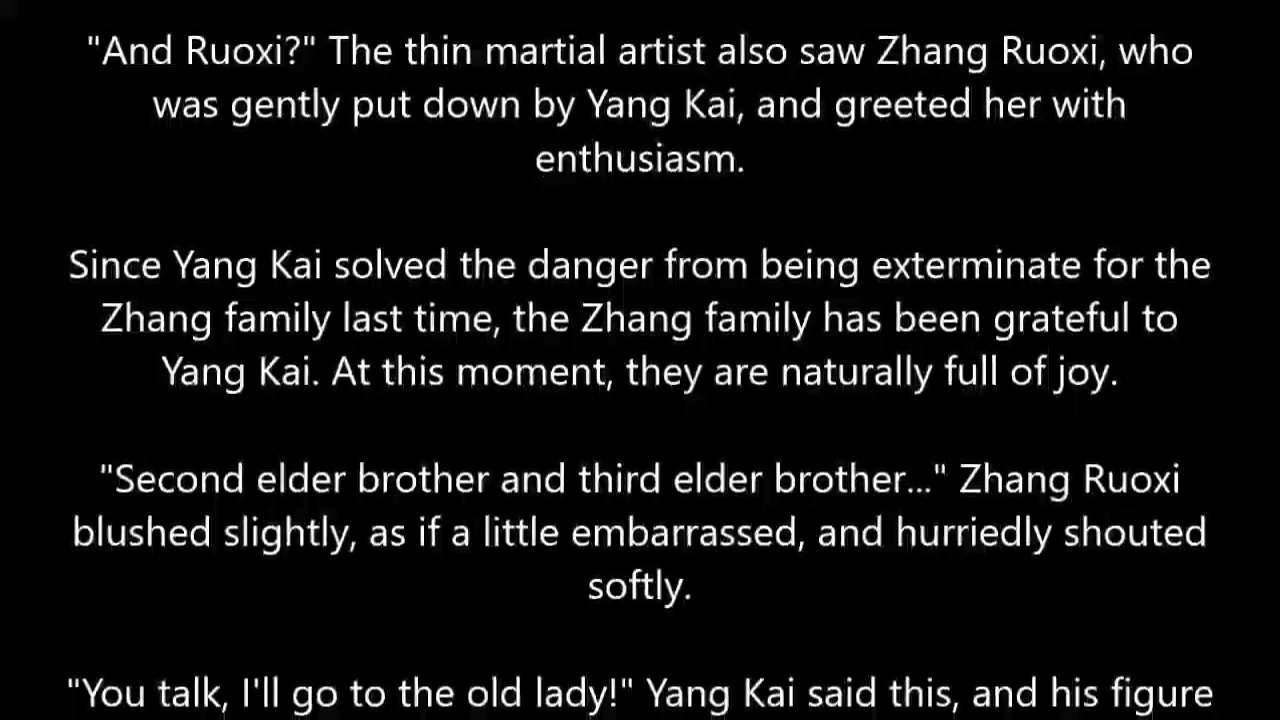 "And Ruoxi?" The thin martial artist also saw Zhang Ruoxi, who
was gently put down by Yang Kai, and greeted her with
enthusiasm.
Since Yang Kai solved the danger from being exterminate for the
Zhang family last time, the Zhang family has been grateful to
Yang Kai. At this moment, they are naturally full of joy.
"Second elder brother and third elder brother..." Zhang Ruoxi
blushed slightly, as if a little embarrassed, and hurriedly shouted
softly.
"You talk, I'll go to the old lady!" Yang Kai said this, and his figure